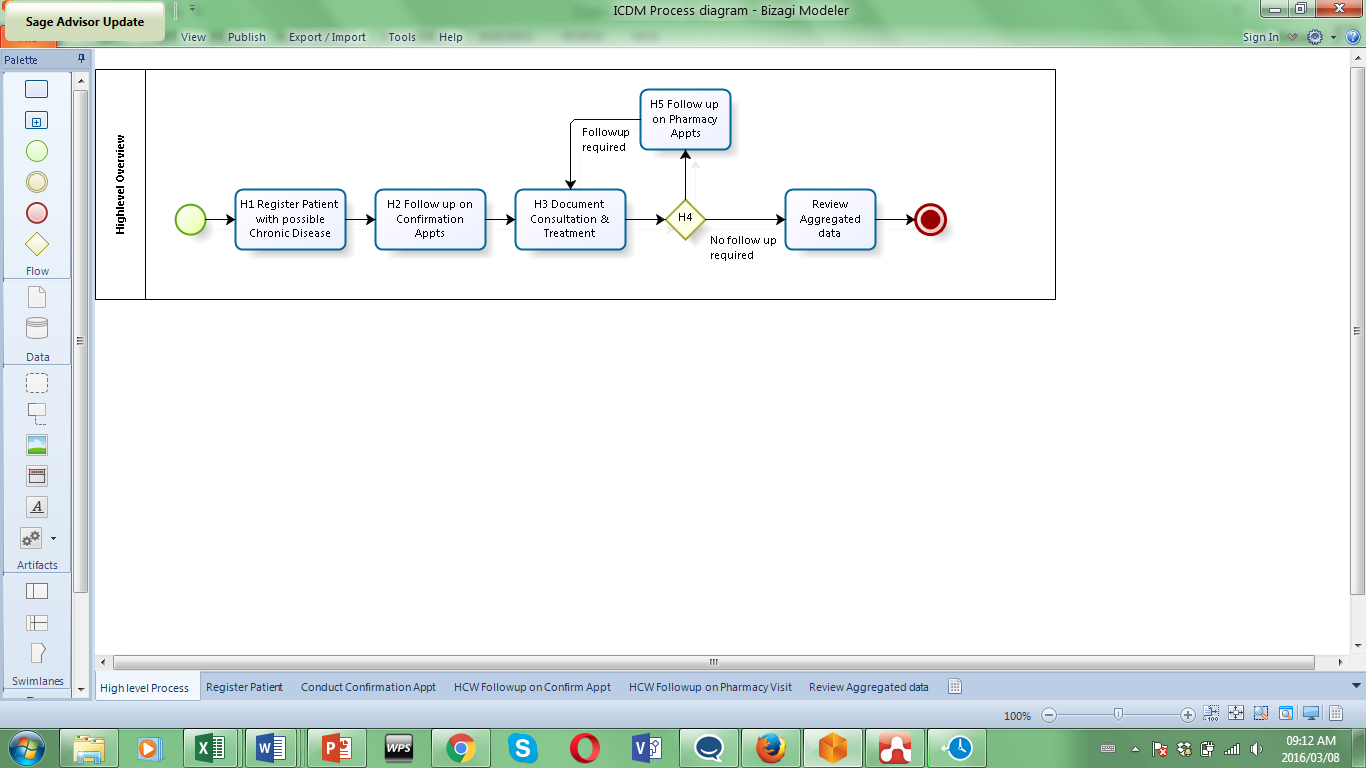 Sage Advisor Update
ICDM Process diagram - Bizagi Modeler
View Publish Export / Import Tools Help
Sign In
Palette
Flow
Data
Artifacts
Swimlanes
Highlevel Overview
H1 Register Patient
with possible
Chronic Disease
H2 Follow up on
Confirmation
Appts
H3 Document
Consultation &
Treatment
H4
H5 Follow up
on Pharmacy
Appts
Followup
required
No follow up
required
Review
Aggregated
data
High level Process Register Patient Conduct Confirmation Appt HCW Followup on Confirm Appt HCW Followup on Pharmacy Visit Review Aggregated data
100%
WPS
09:12 AM
2016/03/08